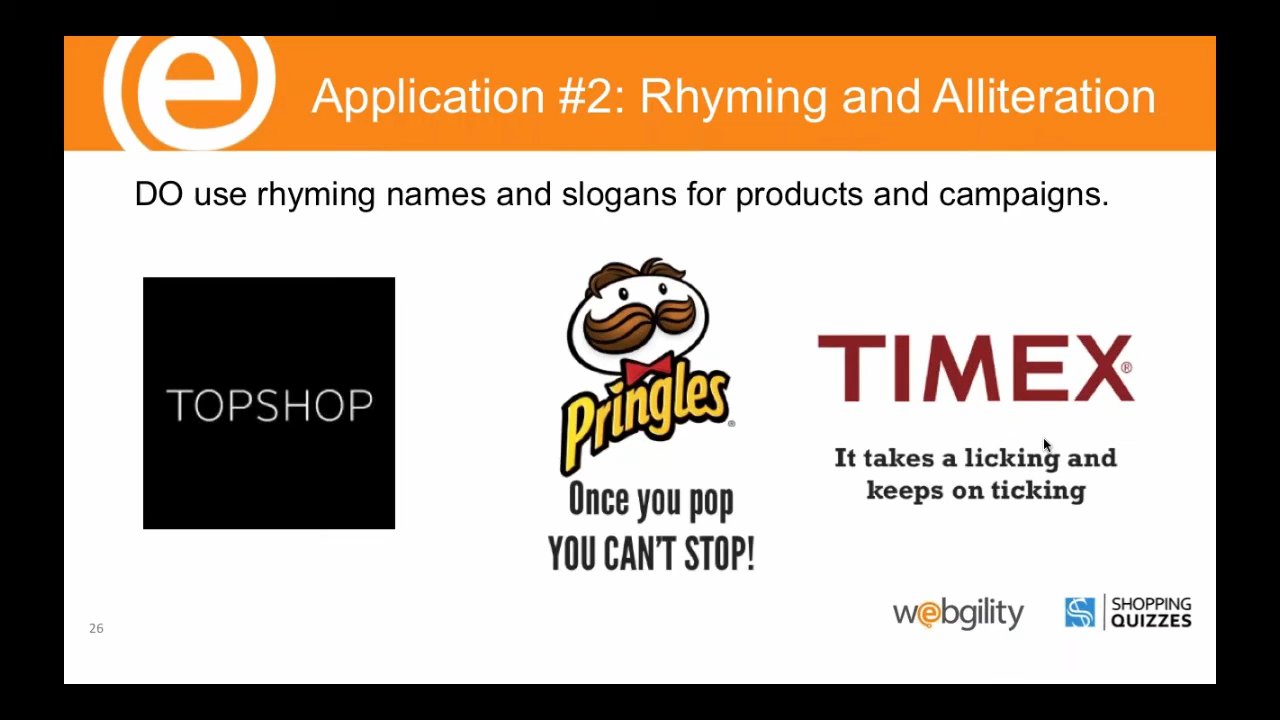 e Application #2: Rhyming and Alliteration
DO use rhyming names and slogans for products and campaigns.
TOPSHOP
Pringles®
Once you pop
YOU CAN'T STOP!
TIMEX®
It takes a licking and
keeps on ticking
webgility
S SHOPPING
QUIZZES
26